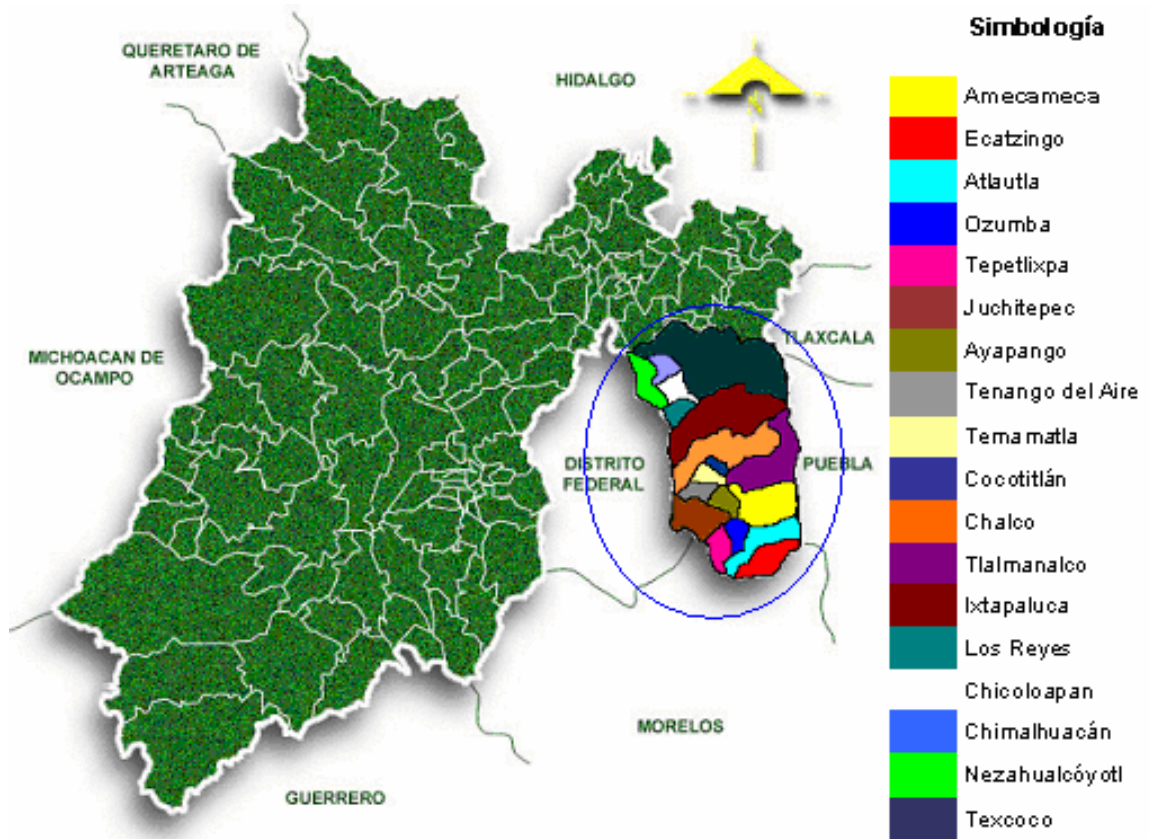 Simbología
QUERETARO DE
ARTEAGA
HIDALGO
N
MICHOACAN DE
OCAMPO
TLAXCALA
DISTRITO
FEDERAL
PUEBLA
MORELOS
GUERRERO
Amecameca
Ecatzingo
Atlautla
Ozumba
Tepetlixpa
Juchitepec
Ayapango
Tenango del Aire
Temamatla
Cocotitlán
Chalco
Tlalmanalco
Ixtapaluca
Los Reyes
Chicoloapan
Chimalhuacán
Nezahualcóyotl
Texcoco